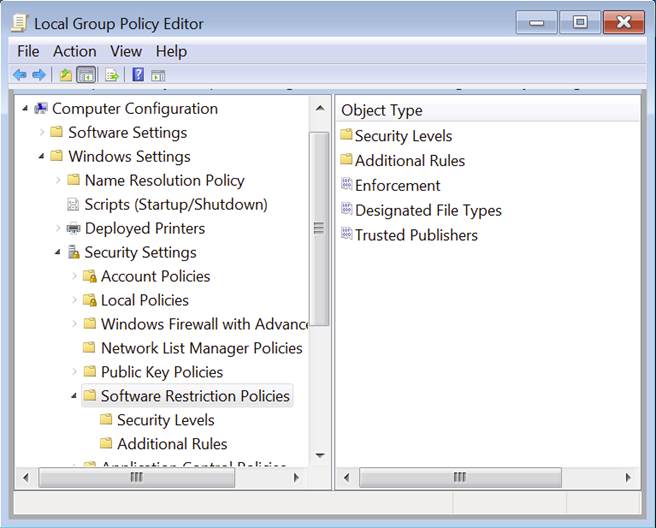 Local Group Policy Editor
File Action View Help
Computer Configuration
Software Settings
Windows Settings
Name Resolution Policy
Scripts (Startup/Shutdown)
Deployed Printers
Security Settings
Account Policies
Local Policies
Windows Firewall with Advanc
Network List Manager Policies
Public Key Policies
Software Restriction Policies
Security Levels
Additional Rules
Application Control Policies
Object Type
Security Levels
Additional Rules
Enforcement
Designated File Types
Trusted Publishers